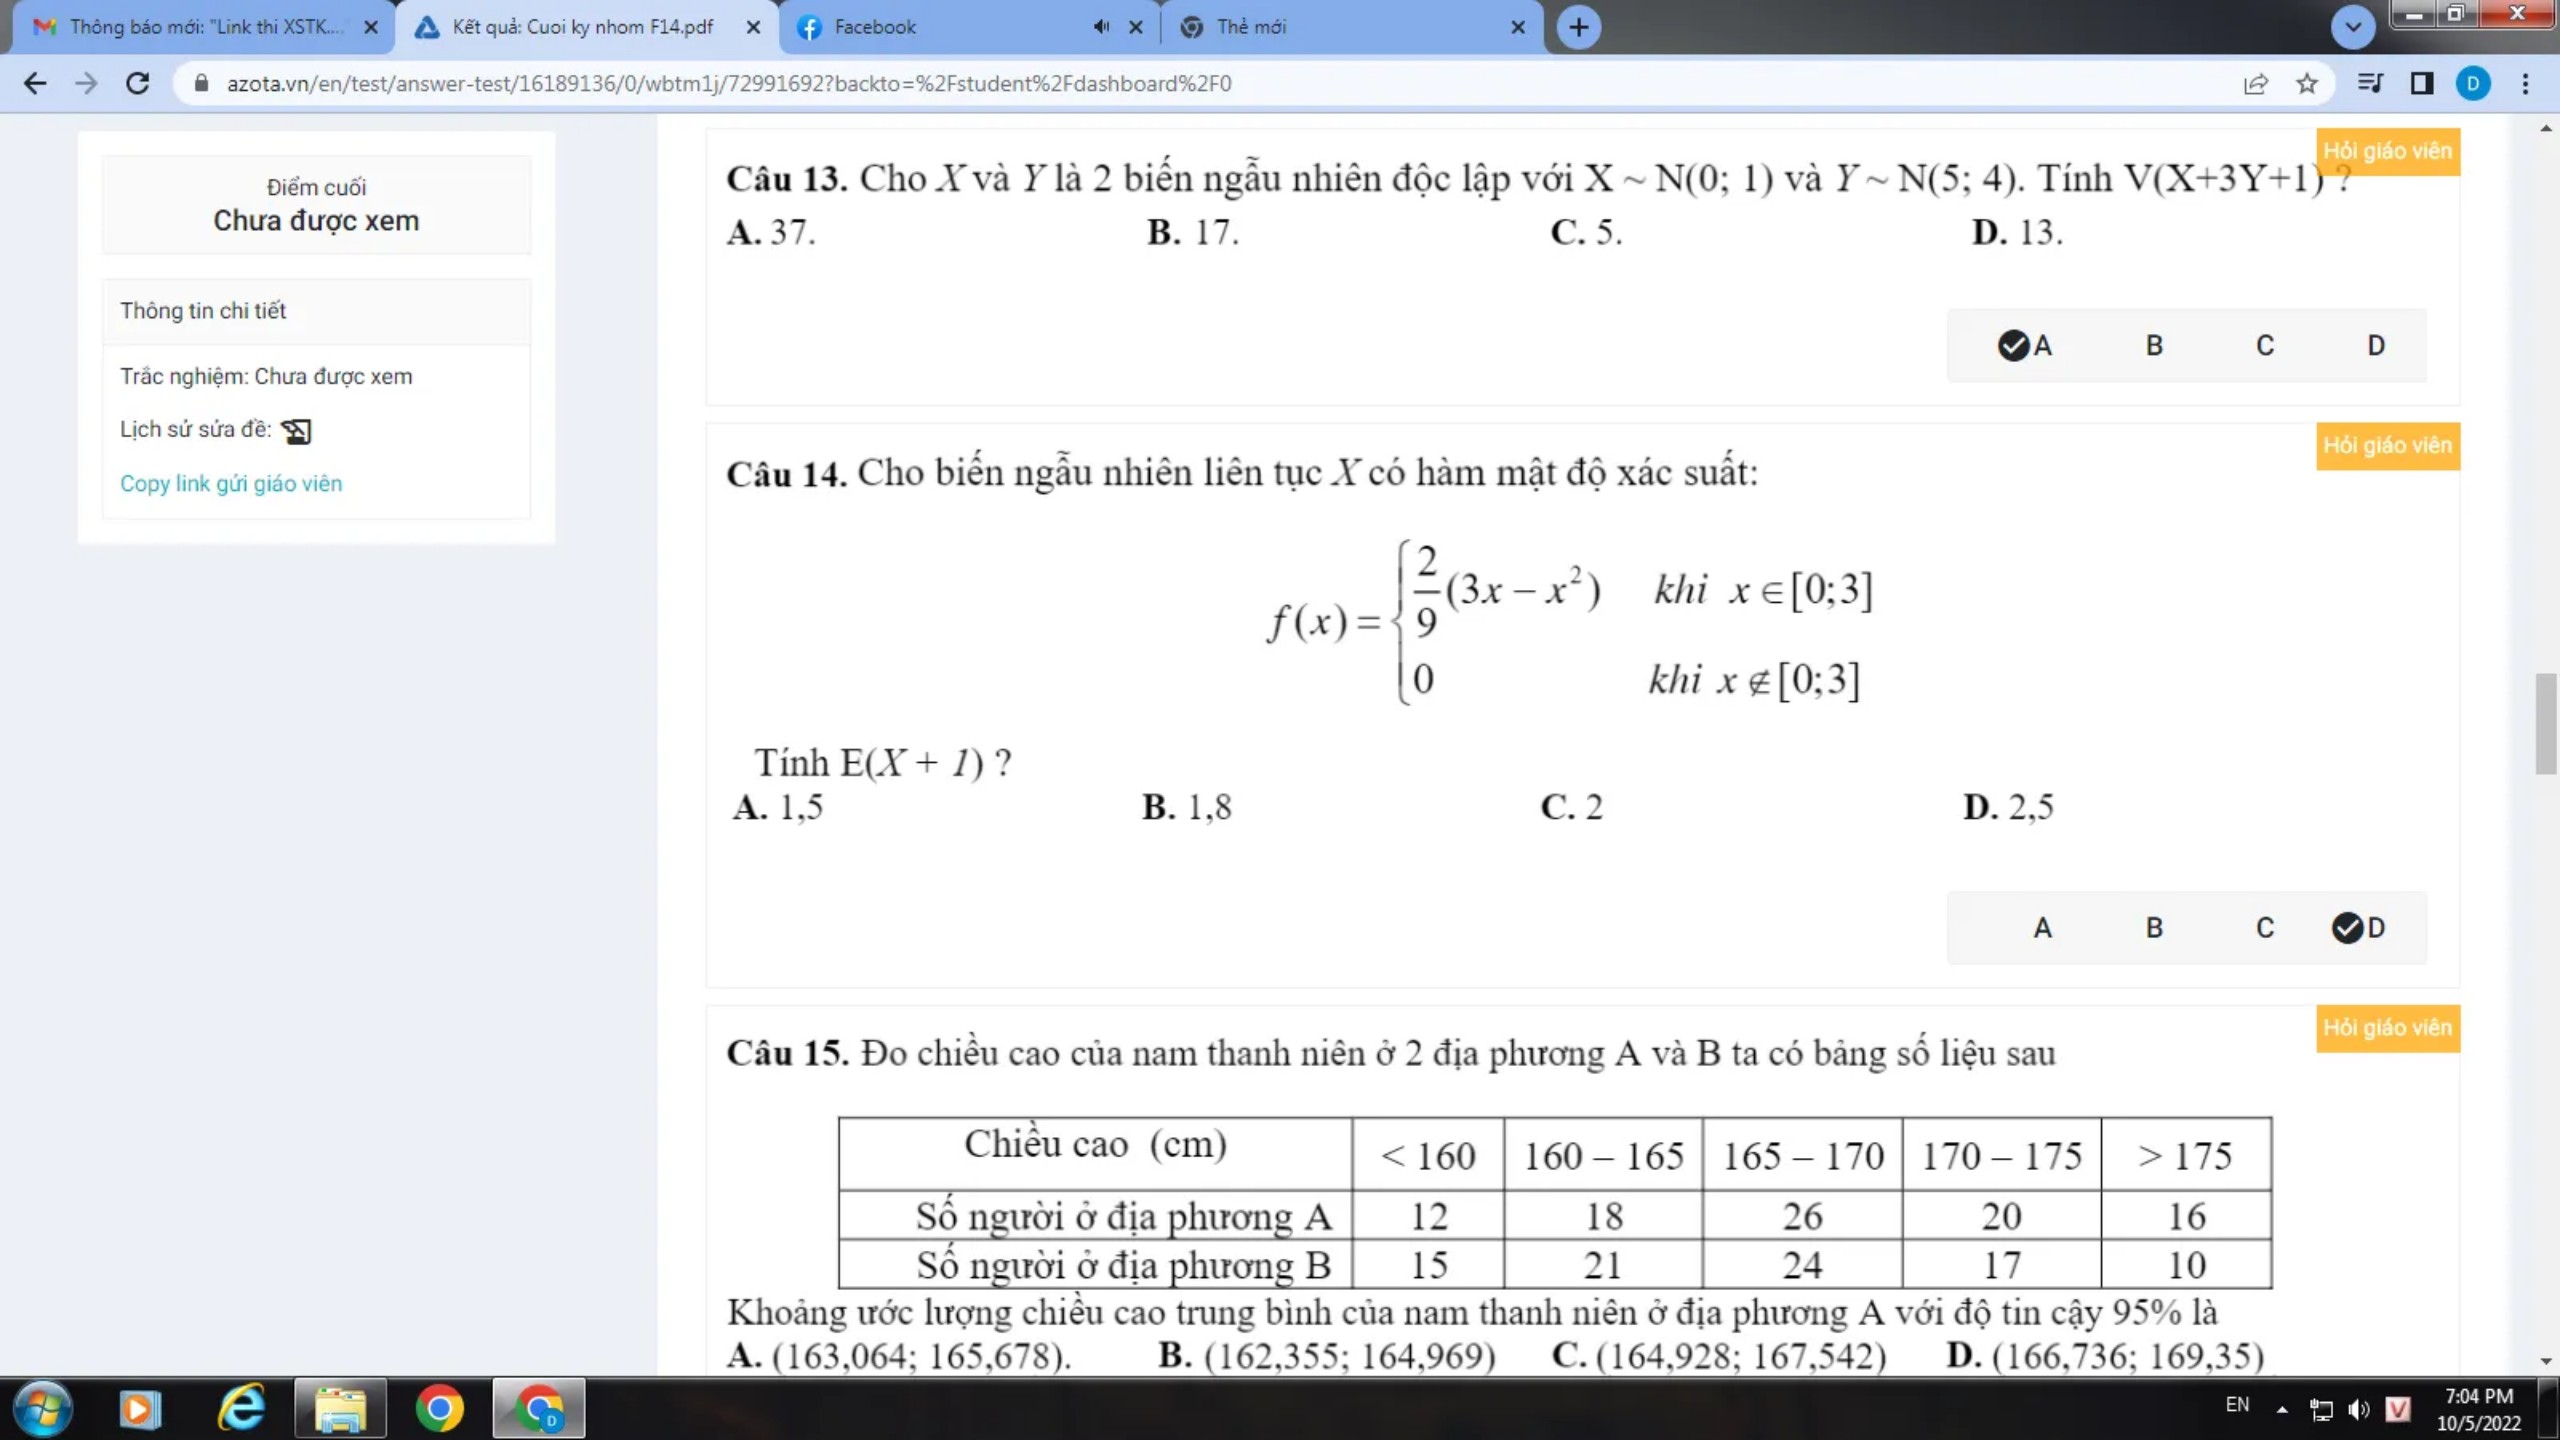 Thông báo mới: "Link thi XSTK...
Kết quả: Cuoi ky nhom F14.pdf
Facebook
Thẻ mới
azota.vn/en/test/answer-test/16189136/0/wbtm1j/72991692?backto=%2Fstudent%2Fdashboard%2F0
D
Điểm cuối
Chưa được xem
Thông tin chi tiết
Trắc nghiệm: Chưa được xem
Lịch sử sửa đề:
Copy link gửi giáo viên
Hỏi giáo viên
Câu 13. Cho X và Y là 2 biến ngẫu nhiên độc lập với X ~ N(0; 1) và Y ~ N(5; 4). Tính V(X+3Y+1) ?
A. 37. B. 17. C. 5. D. 13.
A B C D
Hỏi giáo viên
Câu 14. Cho biến ngẫu nhiên liên tục X có hàm mật độ xác suất:
f(x) = { 2/9 (3x − x²) khi x ∈ [0;3]
0 khi x ∉ [0;3]
Tính E(X + 1) ?
A. 1,5 B. 1,8 C. 2 D. 2,5
A B C D
Hỏi giáo viên
Câu 15. Đo chiều cao của nam thanh niên ở 2 địa phương A và B ta có bảng số liệu sau
Chiều cao (cm) < 160 160 – 165 165 – 170 170 – 175 > 175
Số người ở địa phương A 12 18 26 20 16
Số người ở địa phương B 15 21 24 17 10
Khoảng ước lượng chiều cao trung bình của nam thanh niên ở địa phương A với độ tin cậy 95% là
A. (163,064; 165,678). B. (162,355; 164,969) C. (164,928; 167,542) D. (166,736; 169,35)
D
EN
V
7:04 PM
10/5/2022